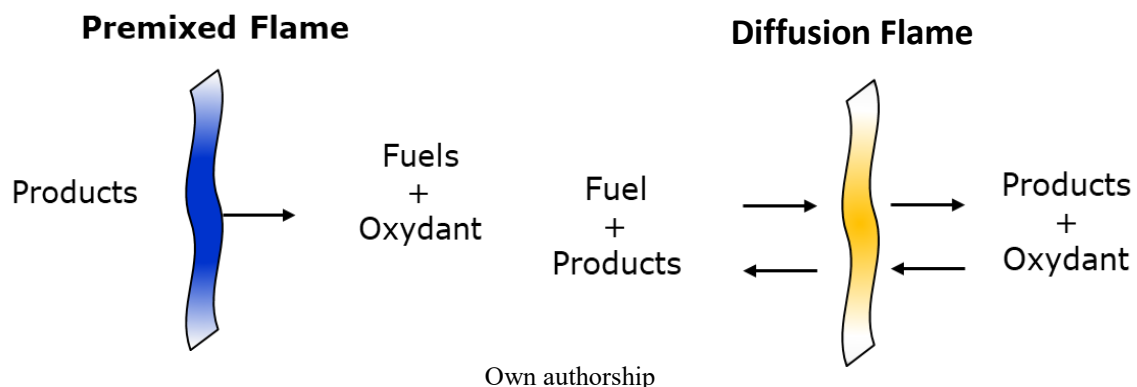 Premixed Flame
Products
Fuels
+
Oxydant
Diffusion Flame
Fuel
+
Products
Products
+
Oxydant
Own authorship